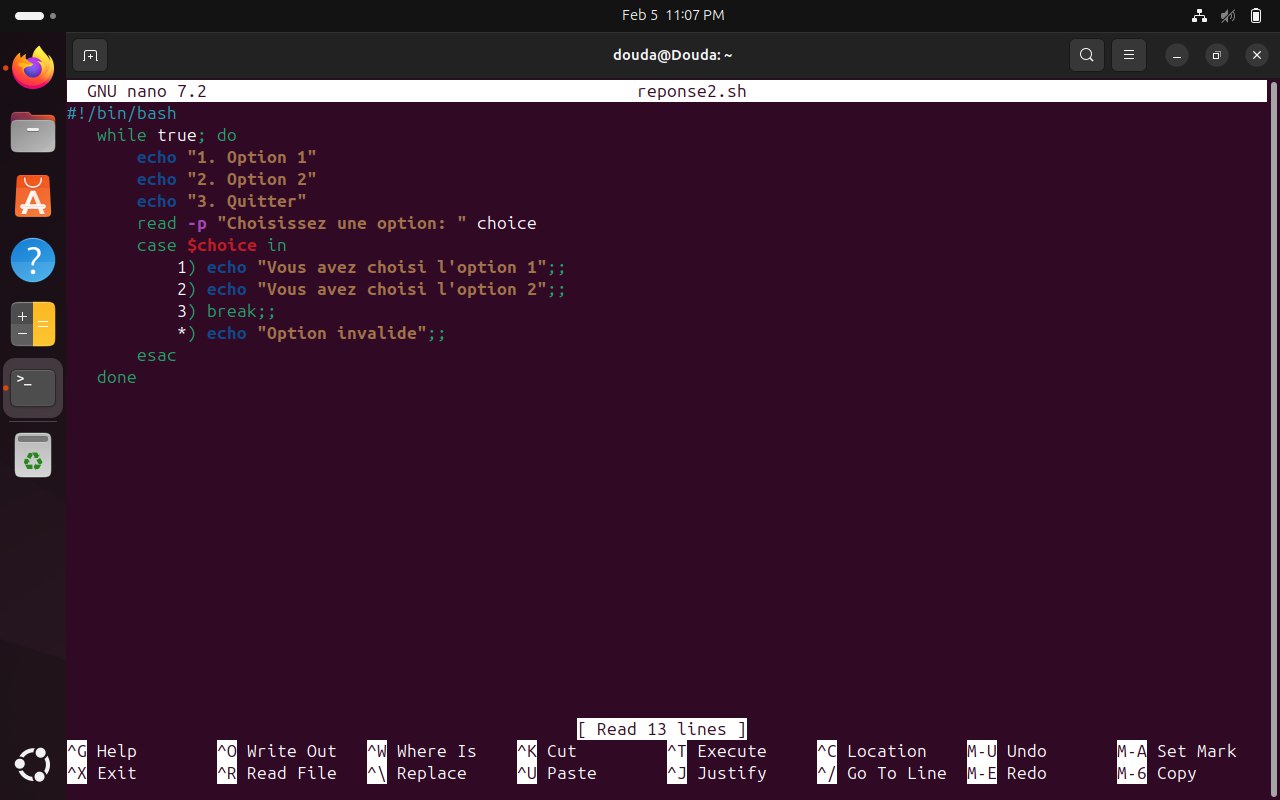 Feb 5 11:07 PM
douda@Douda: ~
GNU nano 7.2 reponse2.sh
#!/bin/bash
while true; do
echo "1. Option 1"
echo "2. Option 2"
echo "3. Quitter"
read -p "Choisissez une option: " choice
case $choice in
1) echo "Vous avez choisi l'option 1";;
2) echo "Vous avez choisi l'option 2";;
3) break;;
*) echo "Option invalide";;
esac
done
[ Read 13 lines ]
^G Help ^O Write Out ^W Where Is ^K Cut ^T Execute ^C Location M-U Undo M-A Set Mark
^X Exit ^R Read File ^\ Replace ^U Paste ^J Justify ^/ Go To Line M-E Redo M-6 Copy